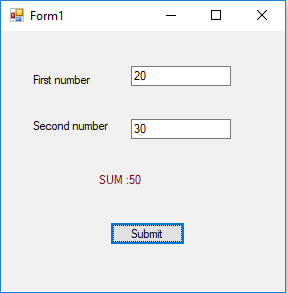 Form1
First number 20
Second number 30
SUM :50
Submit